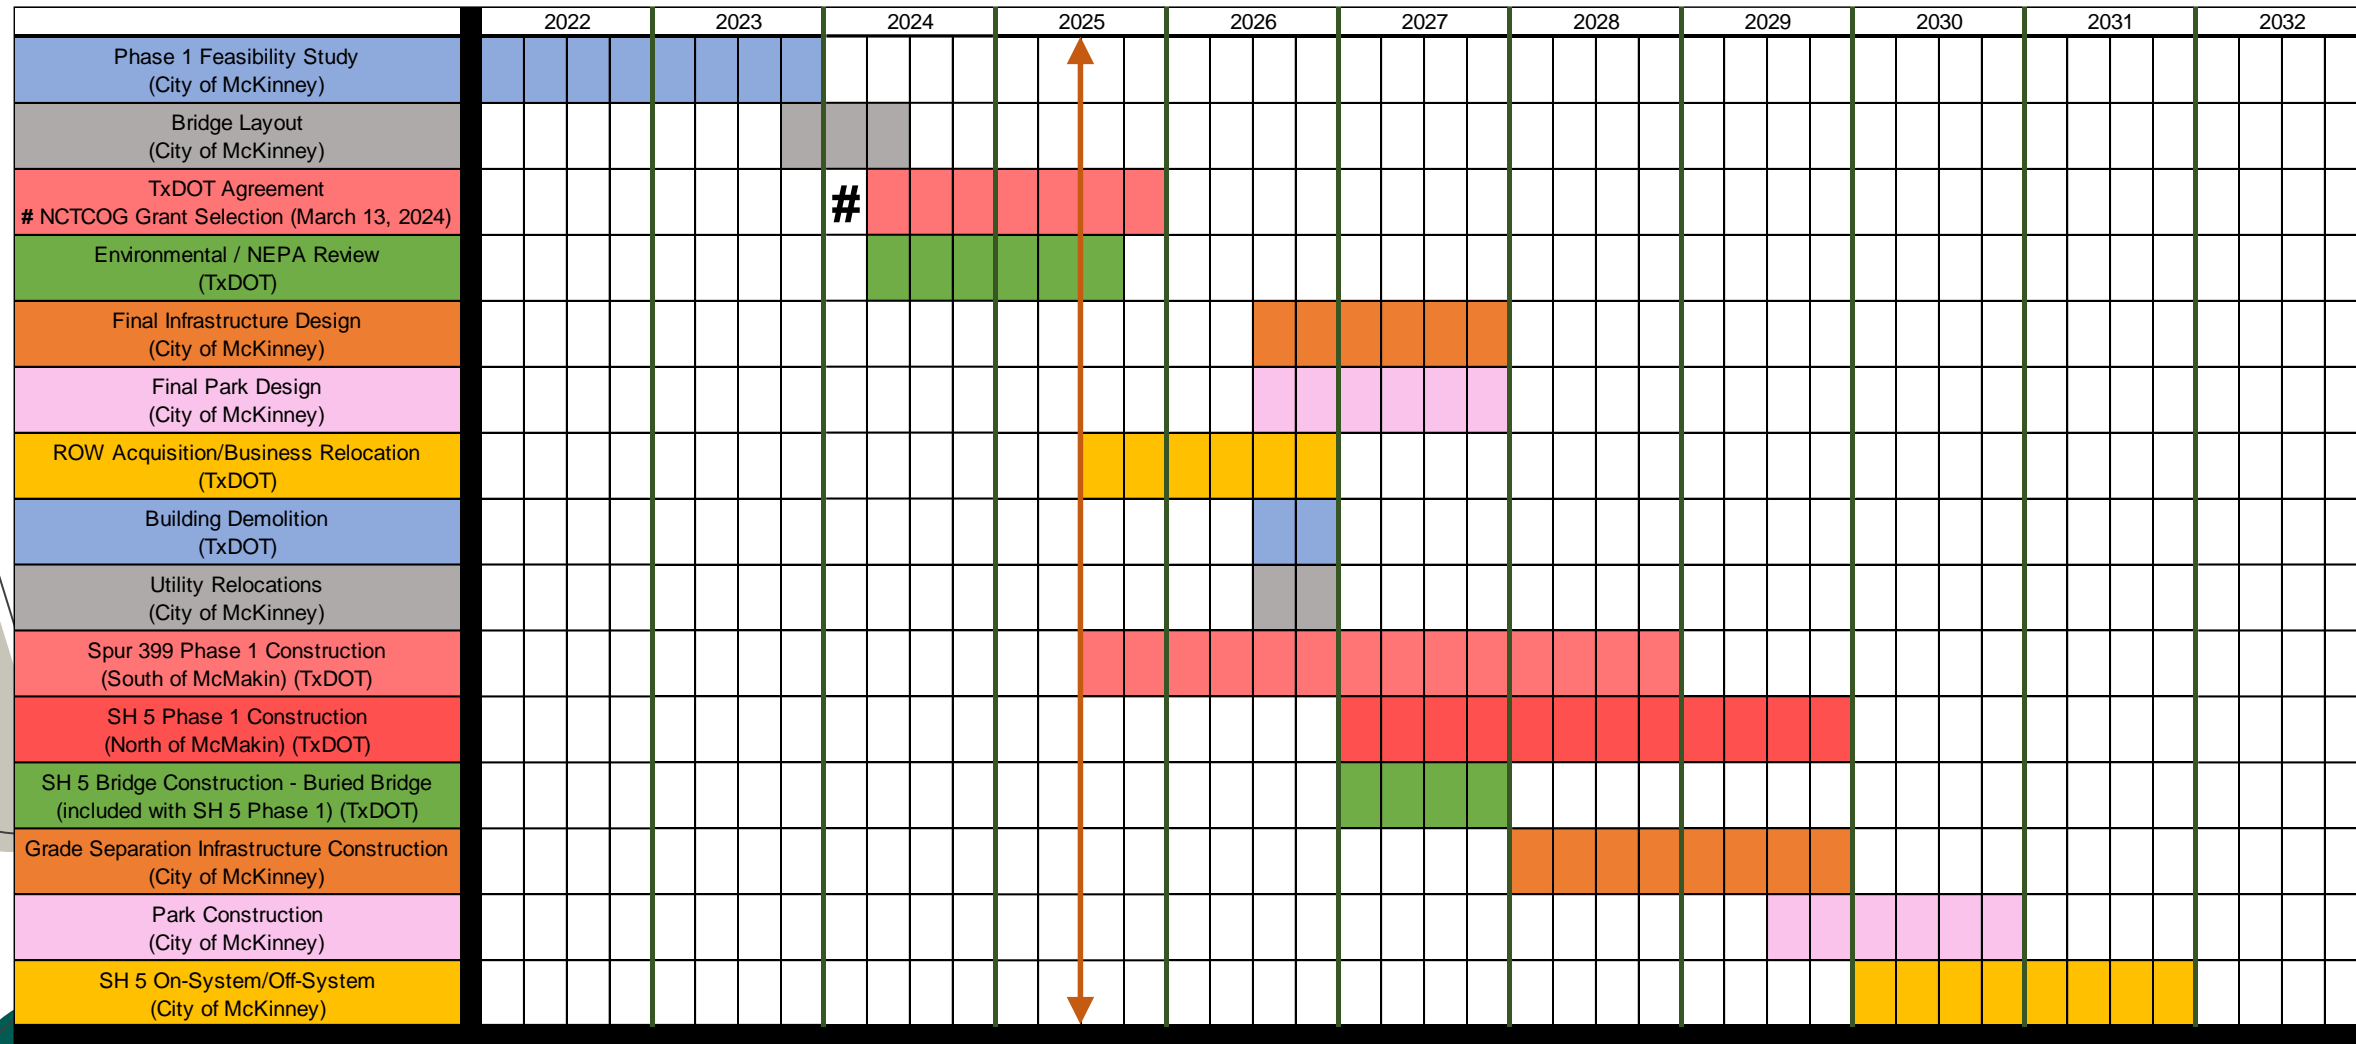 2022 2023 2024 2025 2026 2027 2028 2029 2030 2031 2032
Phase 1 Feasibility Study
(City of McKinney)
Bridge Layout
(City of McKinney)
TxDOT Agreement
# NCTCOG Grant Selection (March 13, 2024)
#
Environmental / NEPA Review
(TxDOT)
Final Infrastructure Design
(City of McKinney)
Final Park Design
(City of McKinney)
ROW Acquisition/Business Relocation
(TxDOT)
Building Demolition
(TxDOT)
Utility Relocations
(City of McKinney)
Spur 399 Phase 1 Construction
(South of McMakin) (TxDOT)
SH 5 Phase 1 Construction
(North of McMakin) (TxDOT)
SH 5 Bridge Construction - Buried Bridge
(included with SH 5 Phase 1) (TxDOT)
Grade Separation Infrastructure Construction
(City of McKinney)
Park Construction
(City of McKinney)
SH 5 On-System/Off-System
(City of McKinney)